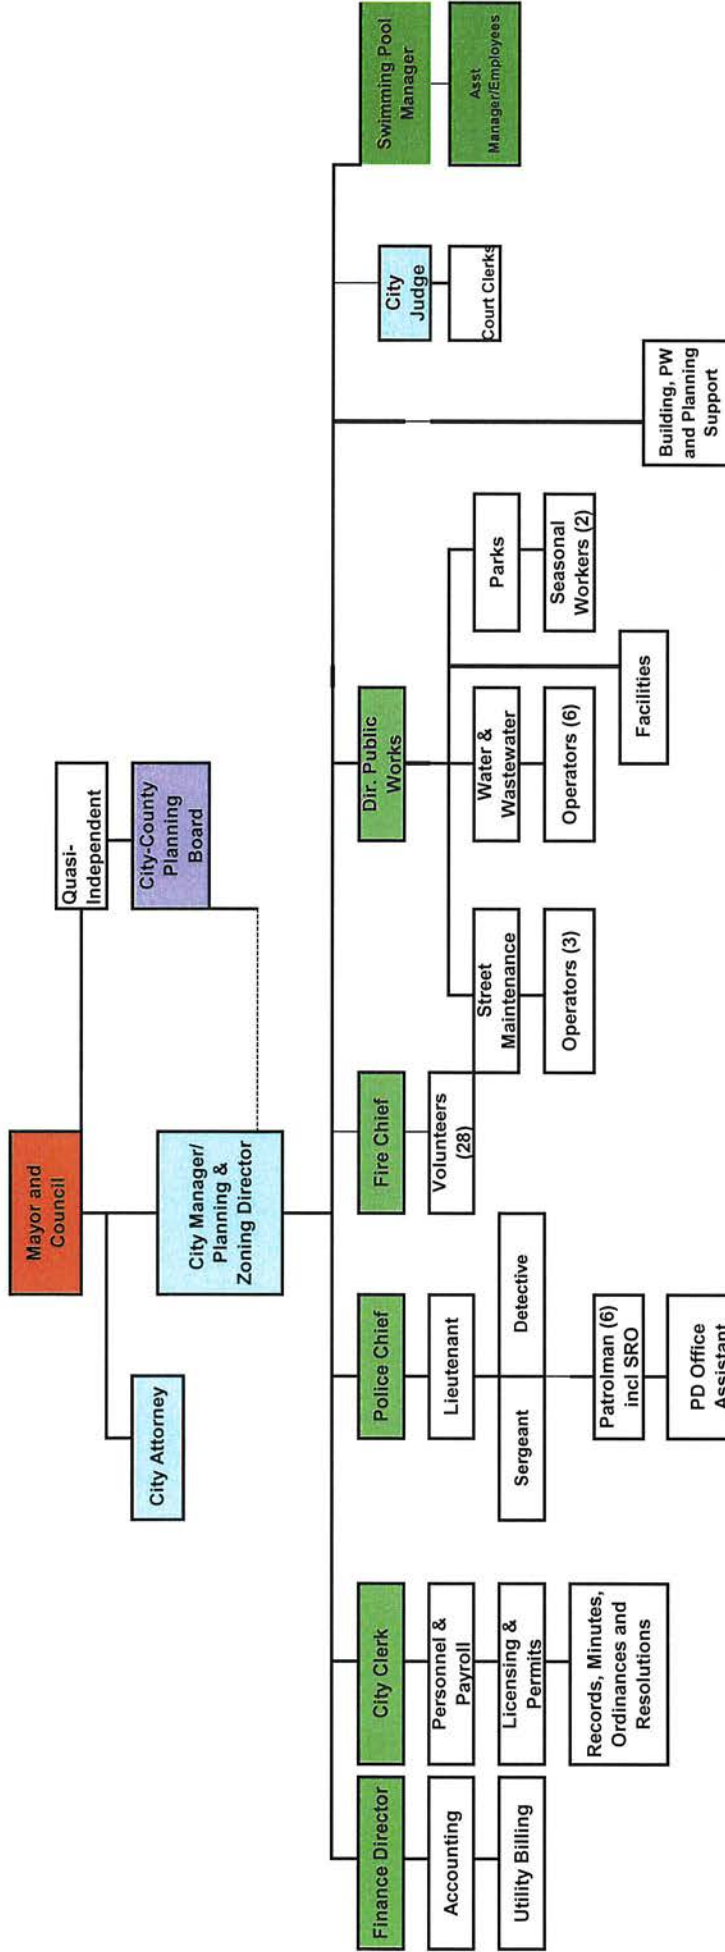 Mayor and
Council
Quasi-
Independent
City Attorney
City-County
Planning
Board
City Manager/
Planning &
Zoning Director
Finance Director
Accounting
Utility Billing
City Clerk
Personnel &
Payroll
Licensing &
Permits
Records, Minutes,
Ordinances and
Resolutions
Police Chief
Lieutenant
Sergeant
Detective
Patrolman (6)
incl SRO
PD Office
Assistant
Fire Chief
Volunteers
(28)
Dir. Public
Works
Street
Maintenance
Operators (3)
Water &
Wastewater
Operators (6)
Parks
Seasonal
Workers (2)
Facilities
Building, PW
and Planning
Support
City
Judge
Court Clerks
Swimming Pool
Manager
Asst
Manager/Employees